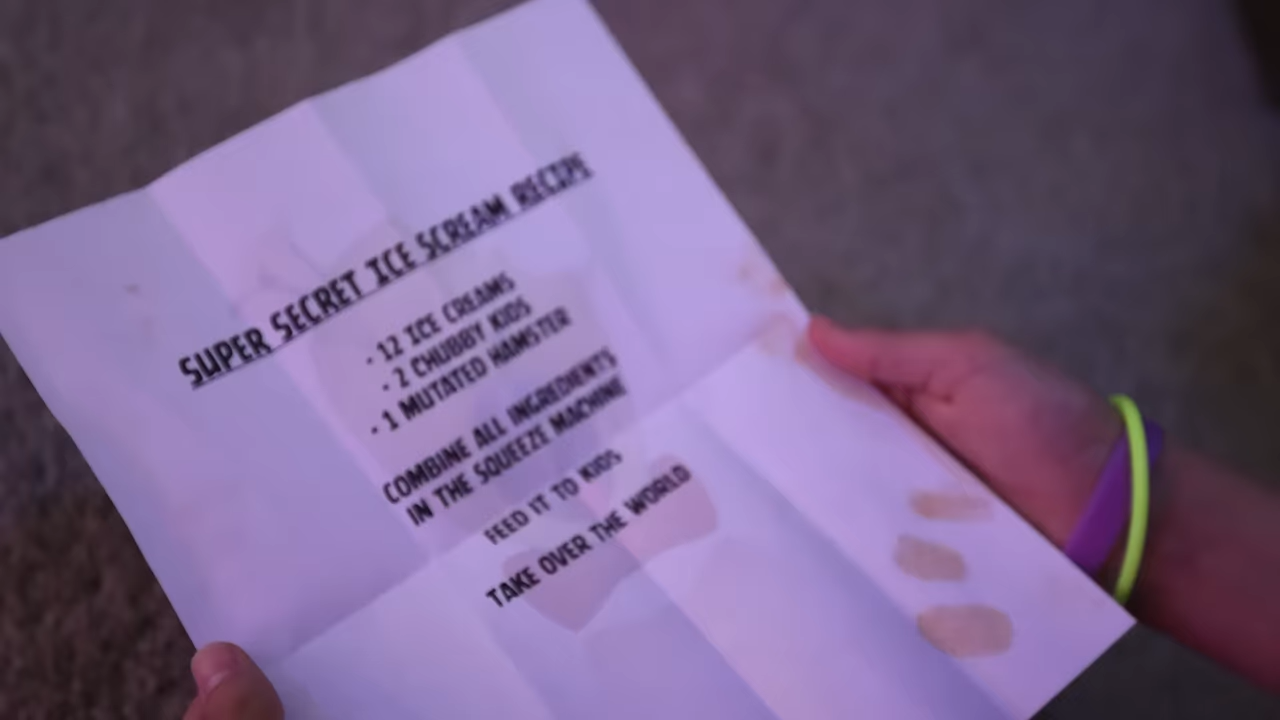 SUPER SECRET ICE SCREAM RECIPE
- 12 ICE CREAMS
- 2 CHUBBY KIDS
- 1 MUTATED HAMSTER
COMBINE ALL INGREDIENTS
IN THE SQUEEZE MACHINE
FEED IT TO KIDS
TAKE OVER THE WORLD